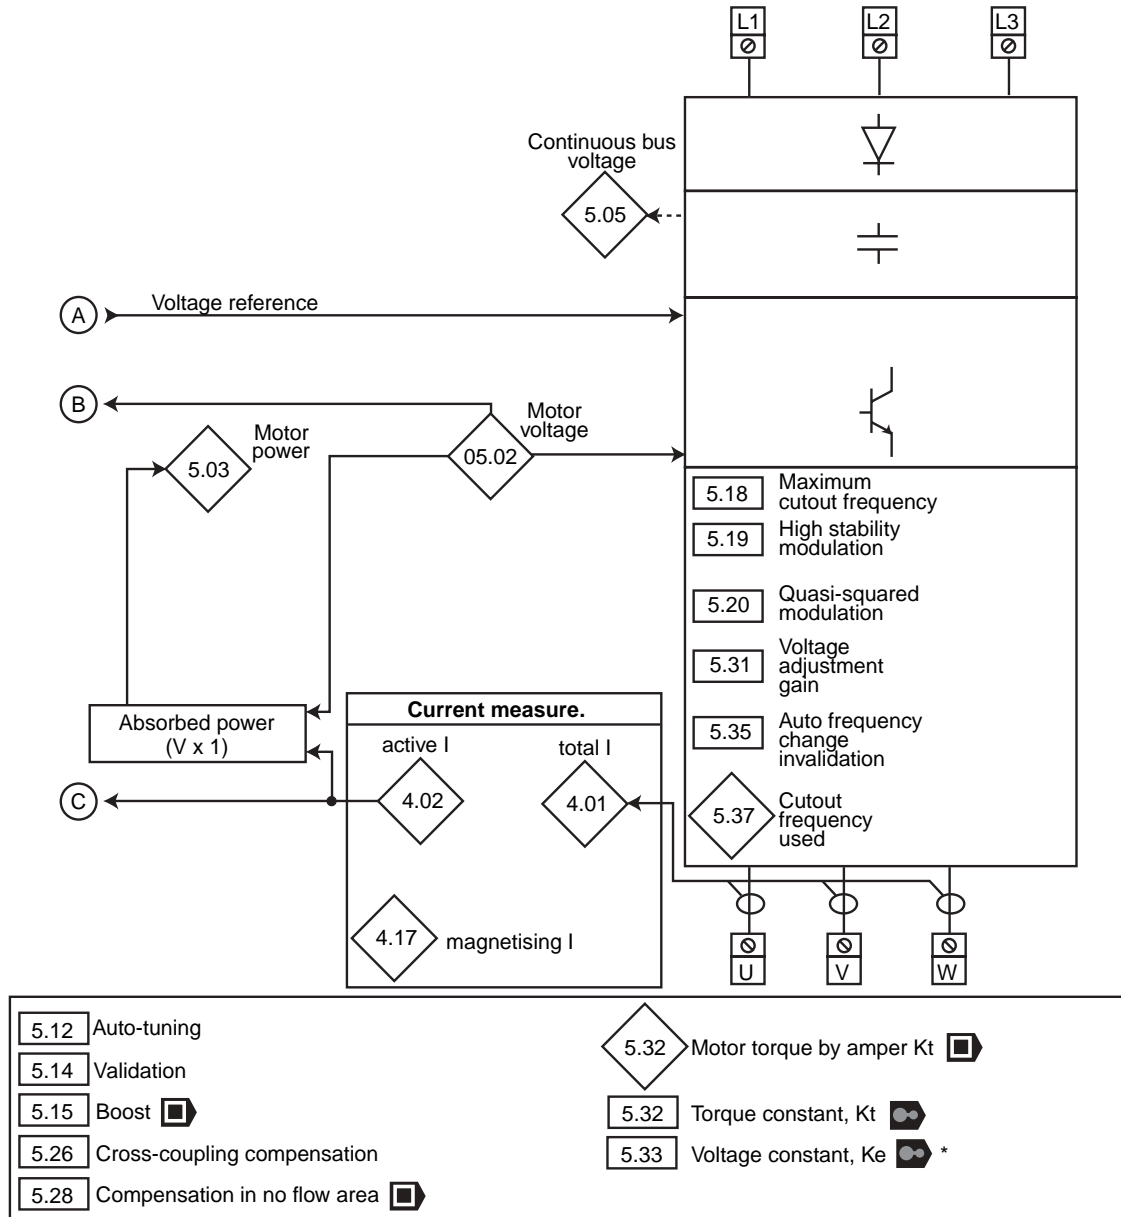 L1
L2
L3
Continuous bus
voltage
5.05
A
Voltage reference
B
Motor
power
5.03
Motor
voltage
05.02
5.18
Maximum
cutout frequency
5.19
High stability
modulation
5.20
Quasi-squared
modulation
5.31
Voltage
adjustment
gain
5.35
Auto frequency
change
invalidation
5.37
Cutout
frequency
used
Absorbed power
(V x 1)
Current measure.
active I
total I
C
4.02
4.01
4.17
magnetising I
U
V
W
5.12 Auto-tuning
5.14 Validation
5.15 Boost
5.26 Cross-coupling compensation
5.28 Compensation in no flow area
5.32 Motor torque by amper Kt
5.32 Torque constant, Kt
5.33 Voltage constant, Ke *